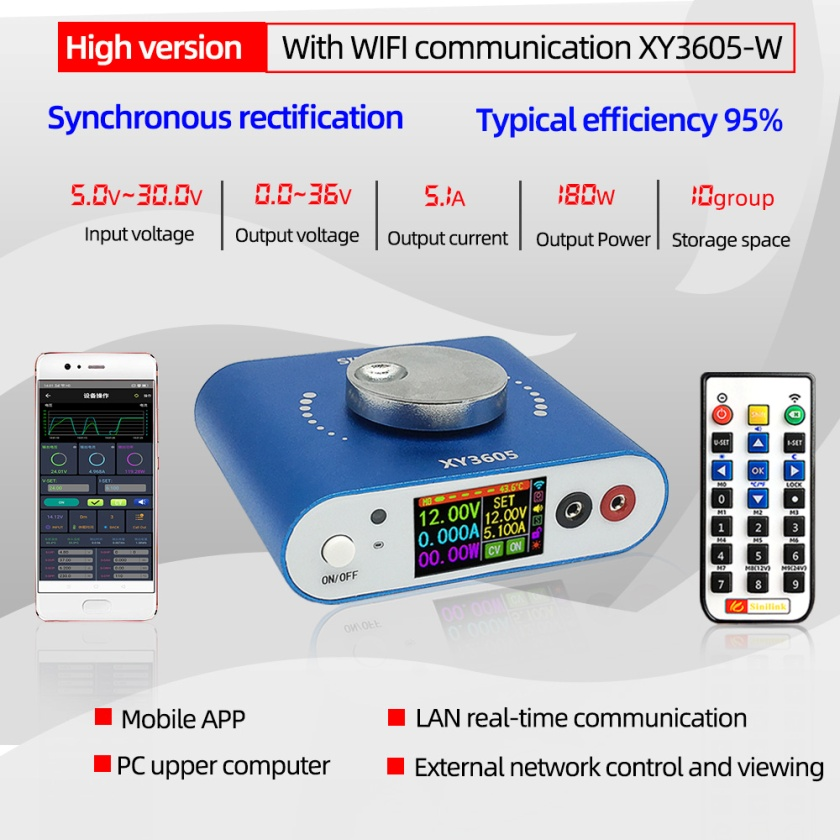 High version
With WIFI communication XY3605-W
Synchronous rectification
Typical efficiency 95%
5.0V~30.0V
0.0~36V
5.1A
180W
10group
Input voltage
Output voltage
Output current
Output Power
Storage space
设备操作
XY3605
M0
43.6°C
12.00V
0.000A
00.00W
SET
12.00V
5.100A
CV
ON
ON/OFF
U-SET
I-SET
OK
M0
°C/°F
LOCK
0
M1
M2
M3
1
2
3
M4
M5
M6
4
5
6
M7
M8(12V)
M9(24V)
7
8
9
Sinilink
Mobile APP
LAN real-time communication
PC upper computer
External network control and viewing